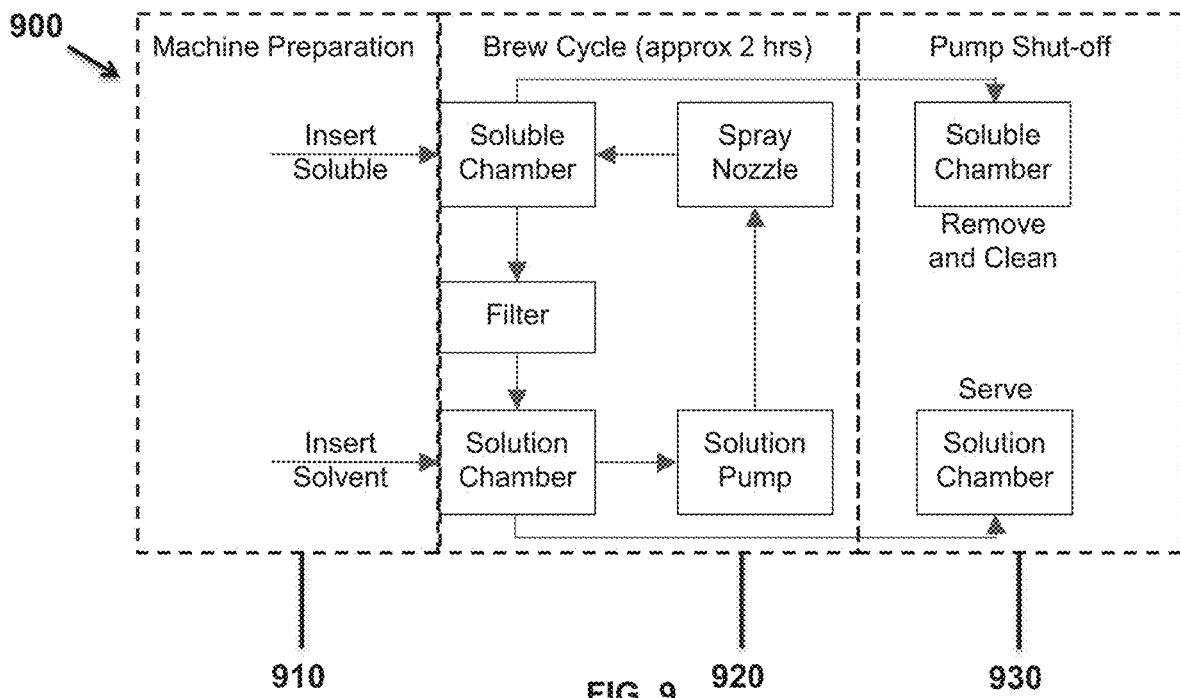 900
Machine Preparation
Brew Cycle (approx 2 hrs)
Pump Shut-off
Insert
Soluble
Soluble
Chamber
Spray
Nozzle
Soluble
Chamber
Remove
and Clean
Filter
Insert
Solvent
Solution
Chamber
Solution
Pump
Serve
Solution
Chamber
910
920
930
FIG. 9